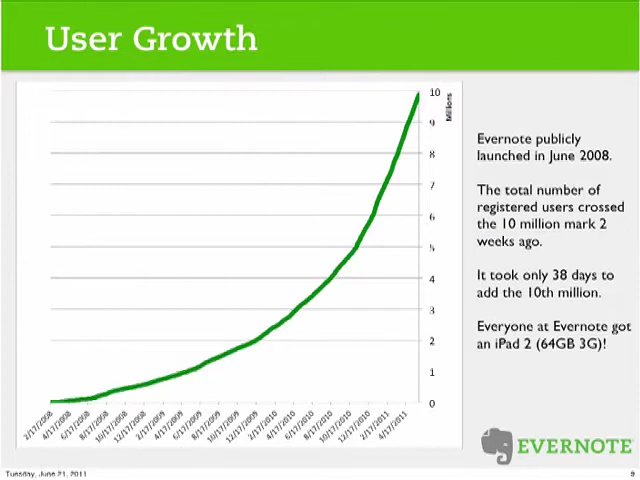 User Growth
10
9
8
7
6
5
4
3
2
1
0
Millions
2/17/2008
4/17/2008
6/17/2008
8/17/2008
10/17/2008
12/17/2008
2/17/2009
4/17/2009
6/17/2009
8/17/2009
10/17/2009
12/17/2009
2/17/2010
4/17/2010
6/17/2010
8/17/2010
10/17/2010
12/17/2010
2/17/2011
4/17/2011
Evernote publicly
launched in June 2008.
The total number of
registered users crossed
the 10 million mark 2
weeks ago.
It took only 38 days to
add the 10th million.
Everyone at Evernote got
an iPad 2 (64GB 3G)!
EVERNOTE
Tuesday, June 21, 2011
9